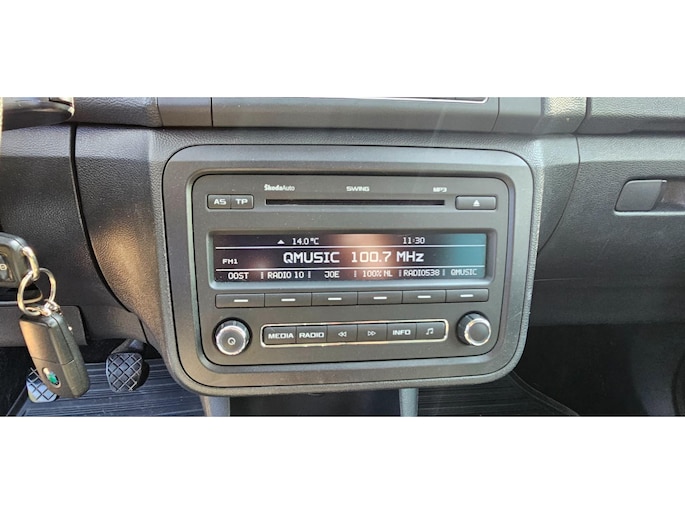 ŠkodaAuto SWING MP3
AS TP
14.0°C 11:30
FM1 QMUSIC 100.7 MHz
OOST | RADIO 10 | JOE | 100% NL | RADIO538 | QMUSIC
MEDIA RADIO INFO